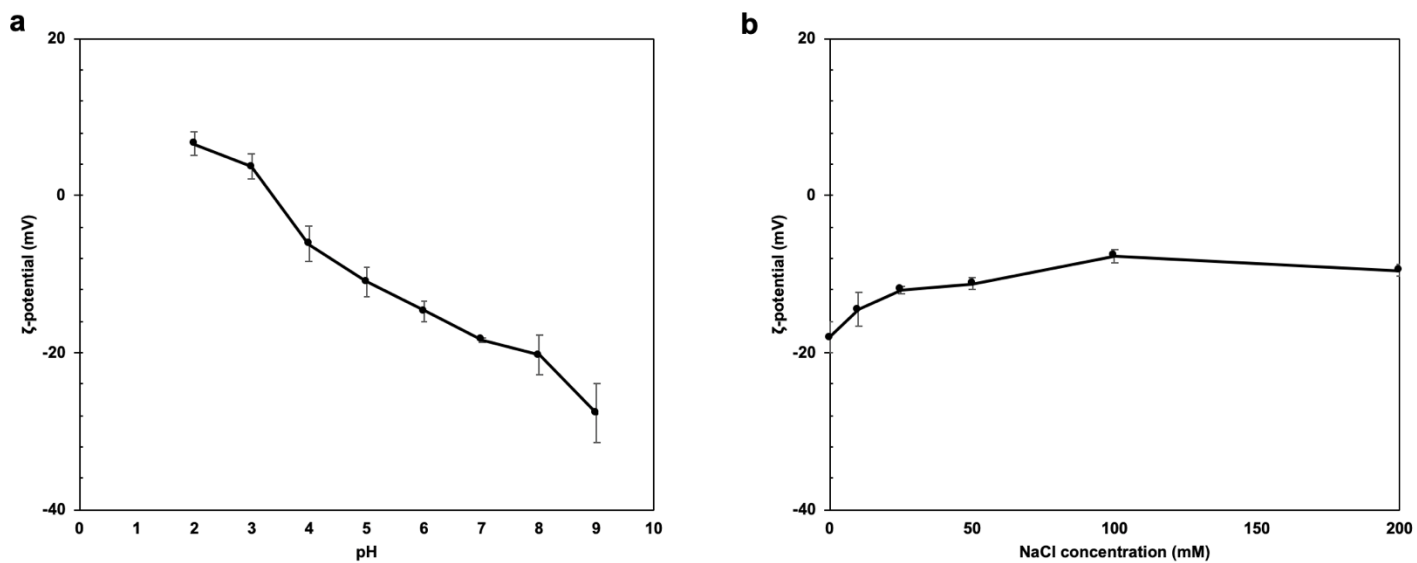 a
20
0
-20
-40
ζ-potential (mV)
0 1 2 3 4 5 6 7 8 9 10
pH
b
20
0
-20
-40
ζ-potential (mV)
0 50 100 150 200
NaCl concentration (mM)